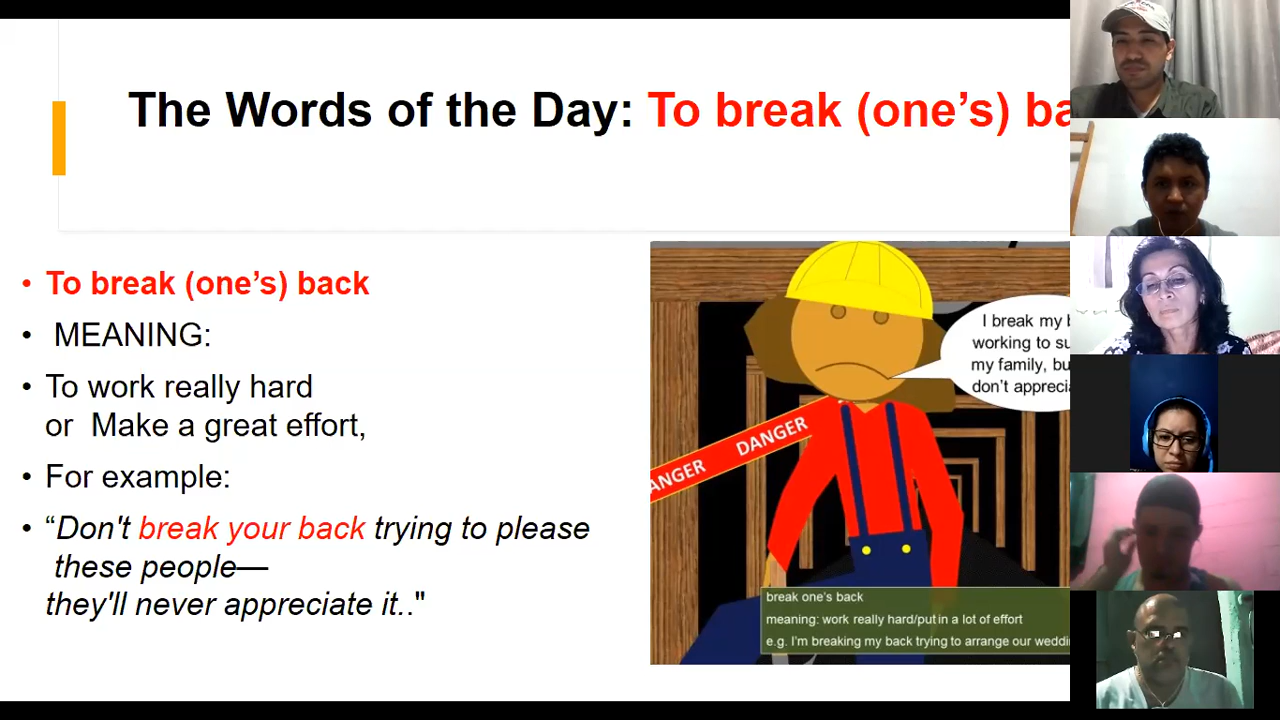 The Words of the Day: To break (one's) ba
• To break (one's) back
• MEANING:
• To work really hard
or Make a great effort,
• For example:
• “Don't break your back trying to please
these people—
they'll never appreciate it.."
I break my
working to su
my family, bu
don't apprecia
DANGER
ANGER
break one's back
meaning: work really hard/put in a lot of effort
e.g. I'm breaking my back trying to arrange our weddi